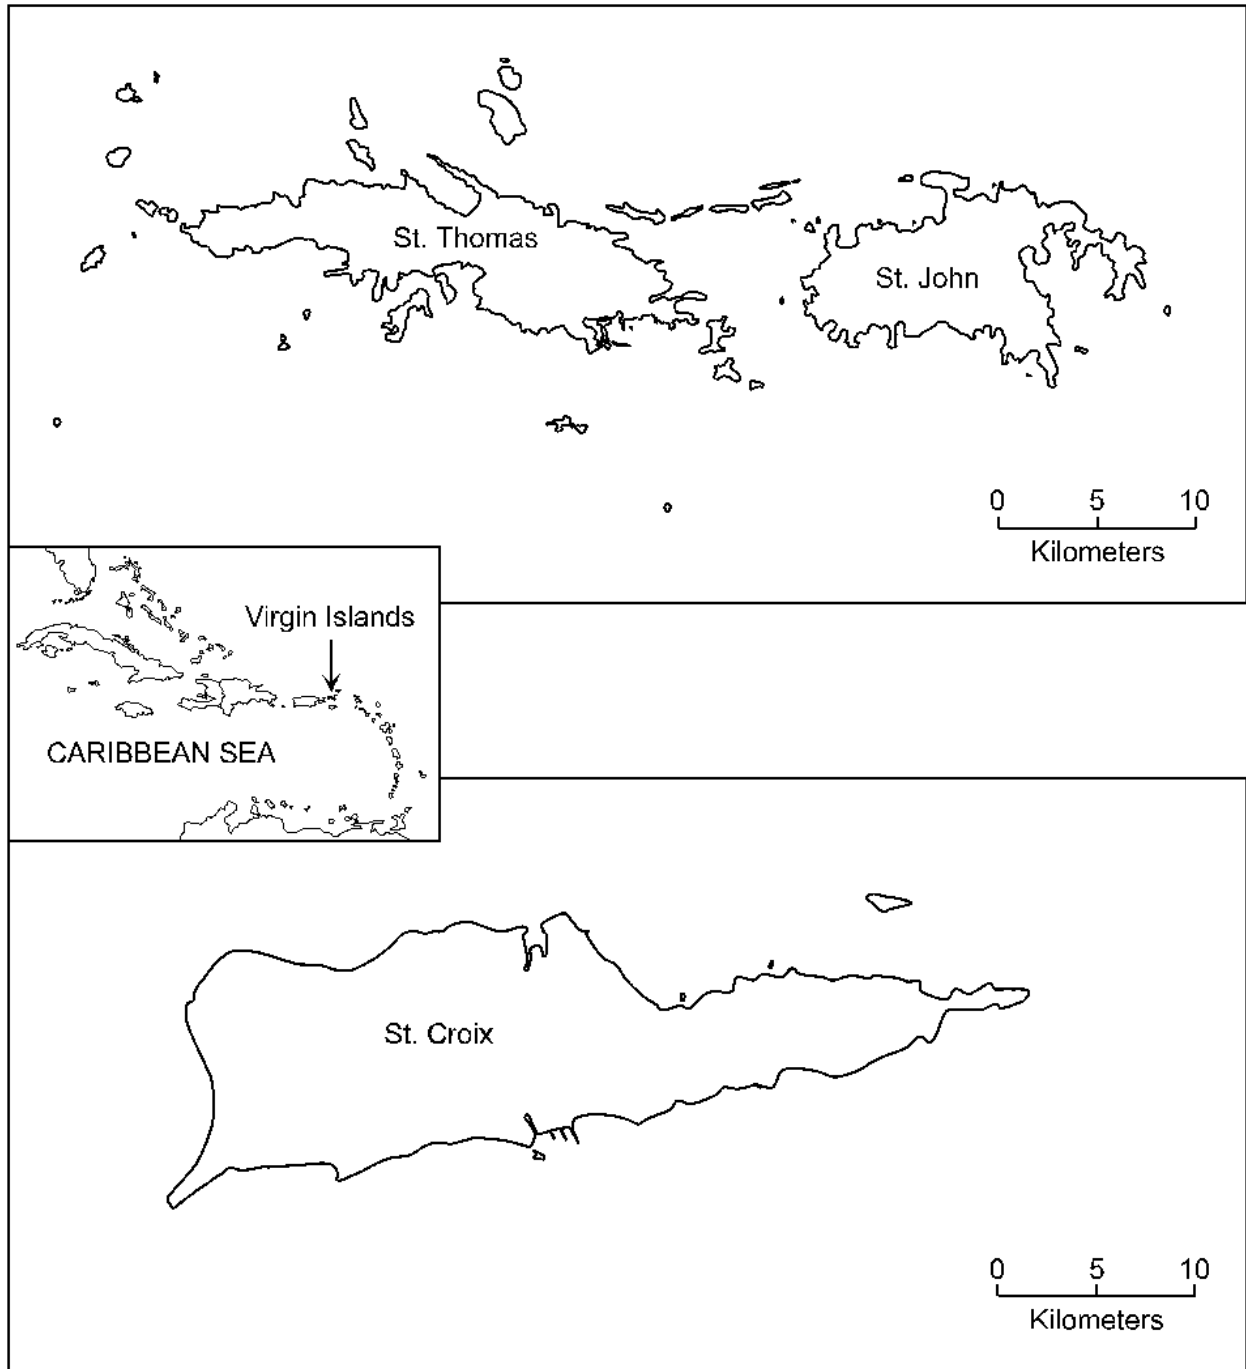 St. Thomas
St. John
0 5 10
Kilometers
Virgin Islands
CARIBBEAN SEA
St. Croix
0 5 10
Kilometers